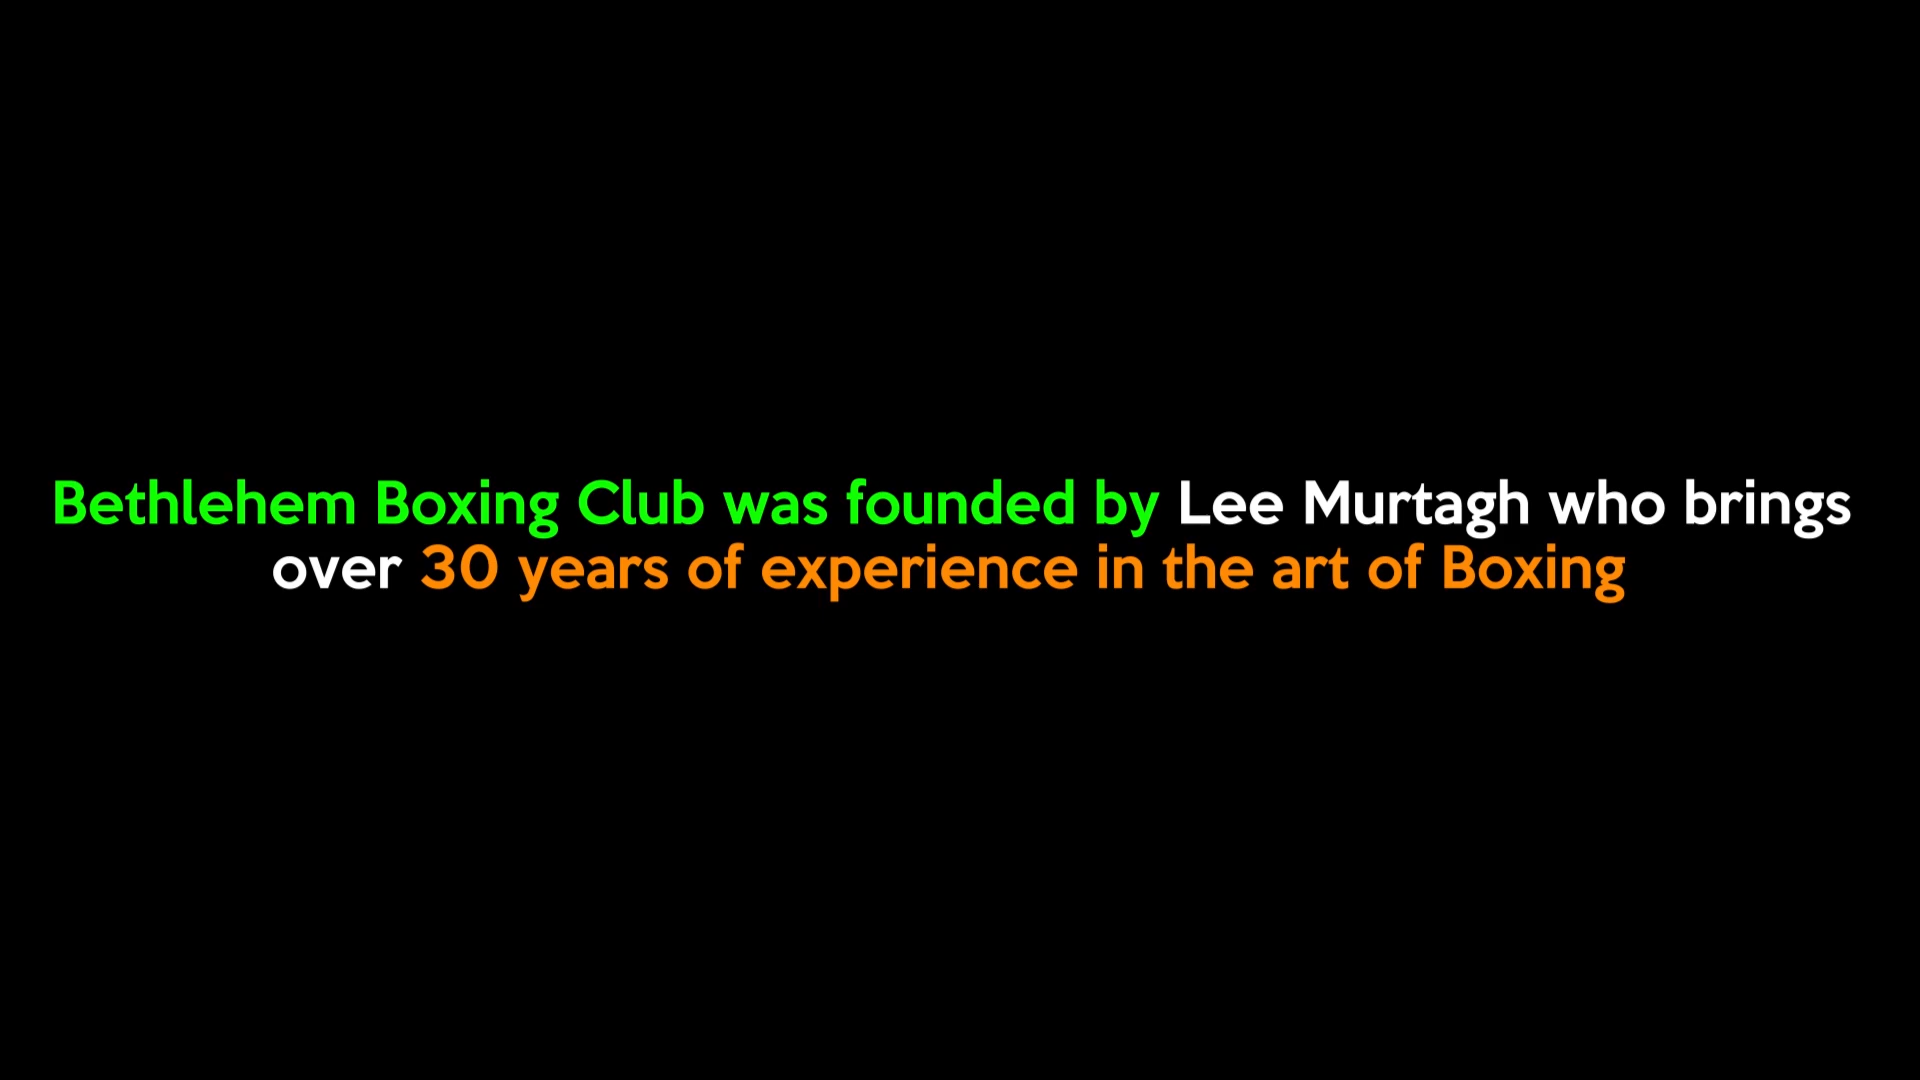 Bethlehem Boxing Club was founded by Lee Murtagh who brings
over 30 years of experience in the art of Boxing